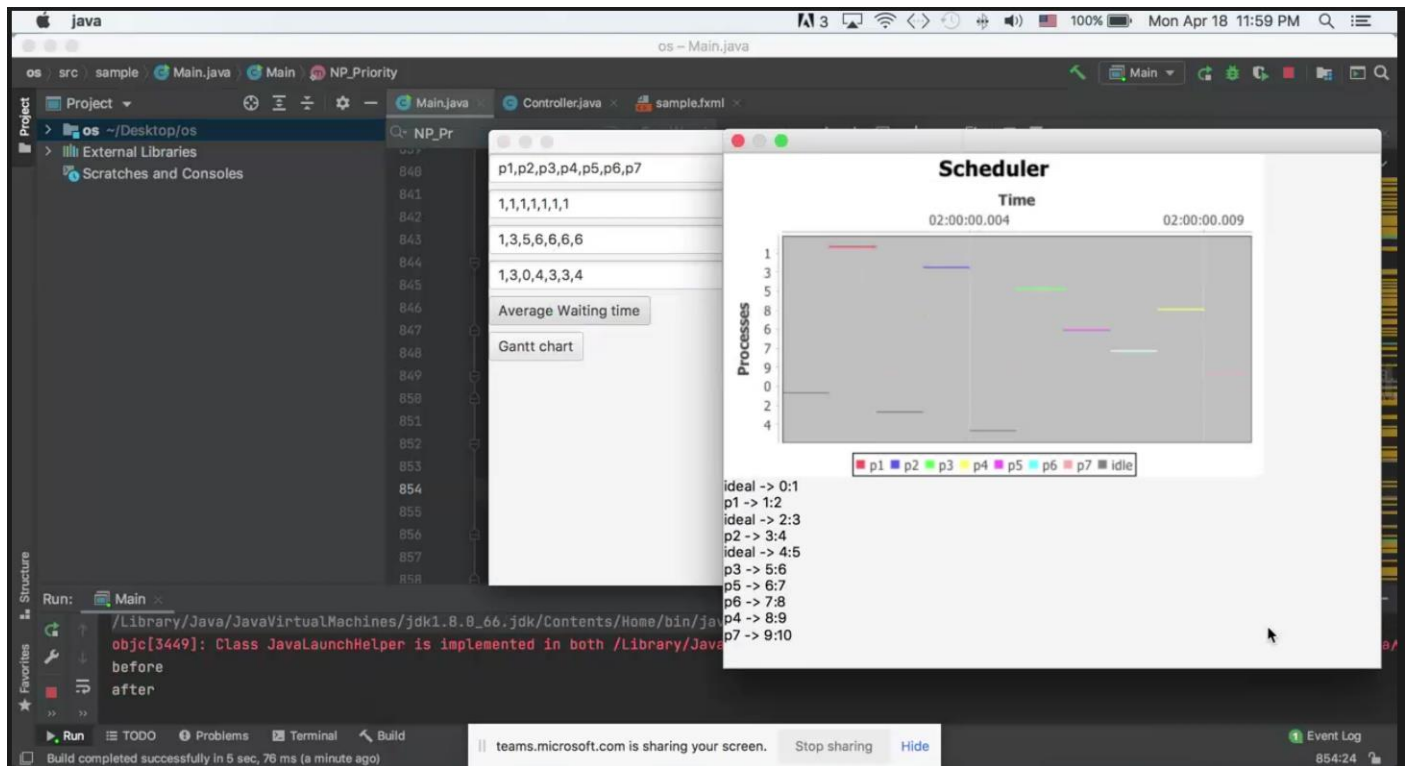 java
3
100%
Mon Apr 18 11:59 PM
os – Main.java
os src sample Main.java Main NP_Priority
Main
Project
Project
Main.java
Controller.java
sample.fxml
os ~/Desktop/os
External Libraries
Scratches and Consoles
NP_Pr
840
841
842
843
844
845
846
847
848
849
850
851
852
853
854
855
856
857
858
p1,p2,p3,p4,p5,p6,p7
1,1,1,1,1,1,1
1,3,5,6,6,6,6
1,3,0,4,3,3,4
Average Waiting time
Gantt chart
Scheduler
Time
02:00:00.004
02:00:00.009
Processes
1
3
5
8
6
7
9
0
2
4
p1 p2 p3 p4 p5 p6 p7 idle
ideal -> 0:1
p1 -> 1:2
ideal -> 2:3
p2 -> 3:4
ideal -> 4:5
p3 -> 5:6
p5 -> 6:7
p6 -> 7:8
p4 -> 8:9
p7 -> 9:10
Structure
Favorites
Run: Main
/Library/Java/JavaVirtualMachines/jdk1.8.0_66.jdk/Contents/Home/bin/jav
objc[3449]: Class JavaLaunchHelper is implemented in both /Library/Java
before
after
Run TODO Problems Terminal Build
1 Event Log
Build completed successfully in 5 sec, 76 ms (a minute ago)
854:24
teams.microsoft.com is sharing your screen.
Stop sharing
Hide